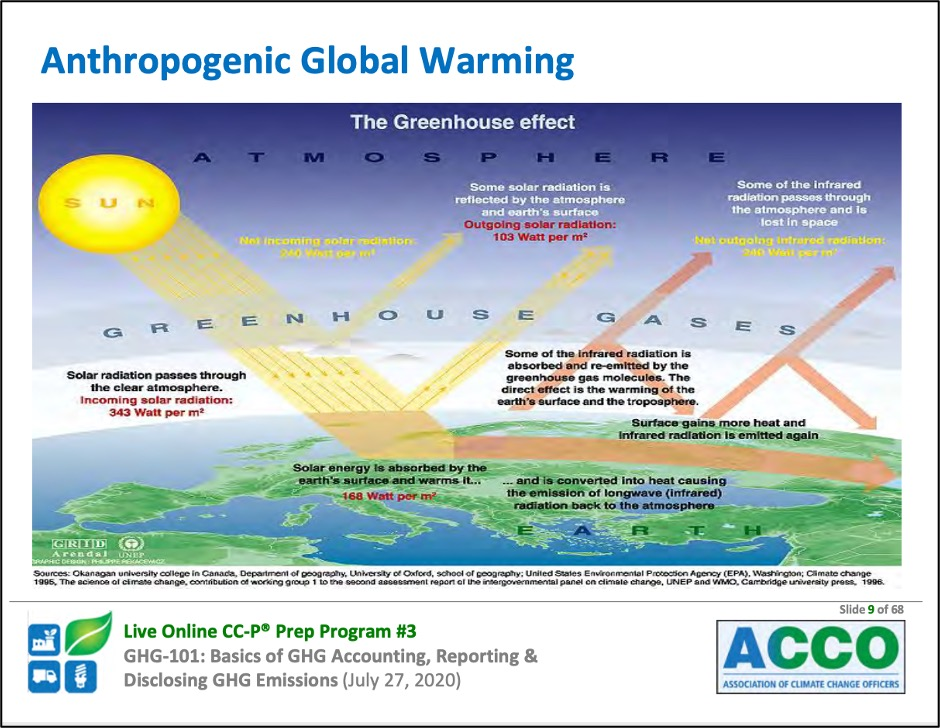 Anthropogenic Global Warming
The Greenhouse effect
A T M O S P H E R E
S U N
Some solar radiation is
reflected by the atmosphere
and earth's surface
Outgoing solar radiation:
103 Watt per m²
Some of the infrared
radiation passes through
the atmosphere and is
lost in space
Net outgoing infrared radiation:
240 Watt per m²
Net incoming solar radiation:
240 Watt per m²
G R E E N H O U S E G A S E S
Solar radiation passes through
the clear atmosphere.
Incoming solar radiation:
343 Watt per m²
Some of the infrared radiation is
absorbed and re-emitted by the
greenhouse gas molecules. The
direct effect is the warming of the
earth's surface and the troposphere.
Surface gains more heat and
infrared radiation is emitted again
Solar energy is absorbed by the
earth's surface and warms it...
168 Watt per m²
... and is converted into heat causing
the emission of longwave (infrared)
radiation back to the atmosphere
E A R T H
G R I D
Arendal
UNEP
GRAPHIC DESIGN : PHILIPPE REKACEWICZ
Sources: Okanagan university college in Canada, Department of geography, University of Oxford, school of geography; United States Environmental Protection Agency (EPA), Washington; Climate change
1995, The science of climate change, contribution of working group 1 to the second assessment report of the intergovernmental panel on climate change, UNEP and WMO, Cambridge university press, 1996.
Slide 9 of 68
Live Online CC-P® Prep Program #3
GHG-101: Basics of GHG Accounting, Reporting &
Disclosing GHG Emissions (July 27, 2020)
ACCO
ASSOCIATION OF CLIMATE CHANGE OFFICERS